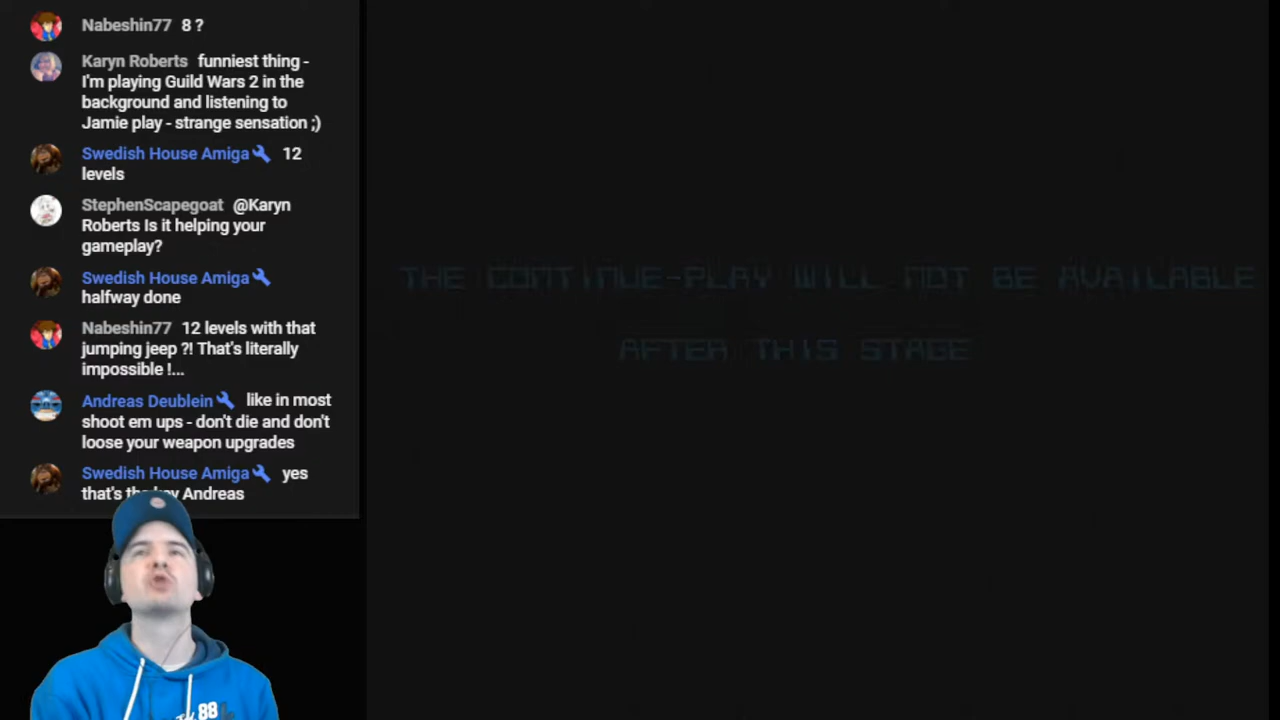 Nabeshin77 8 ?
Karyn Roberts funniest thing -
I'm playing Guild Wars 2 in the
background and listening to
Jamie play - strange sensation ;)
Swedish House Amiga 12
levels
StephenScapegoat @Karyn
Roberts Is it helping your
gameplay?
Swedish House Amiga
halfway done
Nabeshin77 12 levels with that
jumping jeep ?! That's literally
impossible !...
Andreas Deublein like in most
shoot em ups - don't die and don't
loose your weapon upgrades
Swedish House Amiga yes
that's the key Andreas
THE CONTINUE-PLAY WILL NOT BE AVAILABLE
AFTER THIS STAGE
88